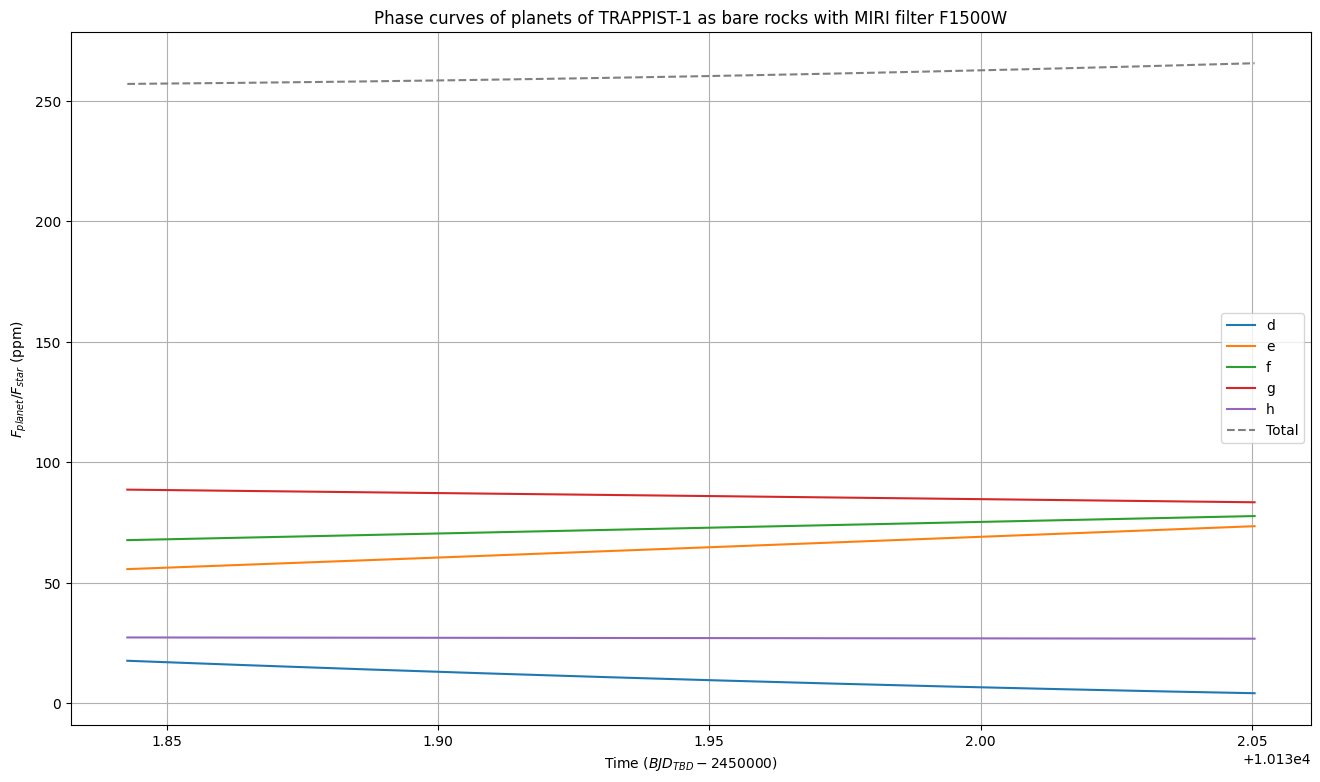 Phase curves of planets of TRAPPIST-1 as bare rocks with MIRI filter F1500W
250
200
150
100
50
0
F_planet/F_star (ppm)
d
e
f
g
h
Total
1.85 1.90 1.95 2.00 2.05
+1.013e4
Time (BJD_TBD − 2450000)